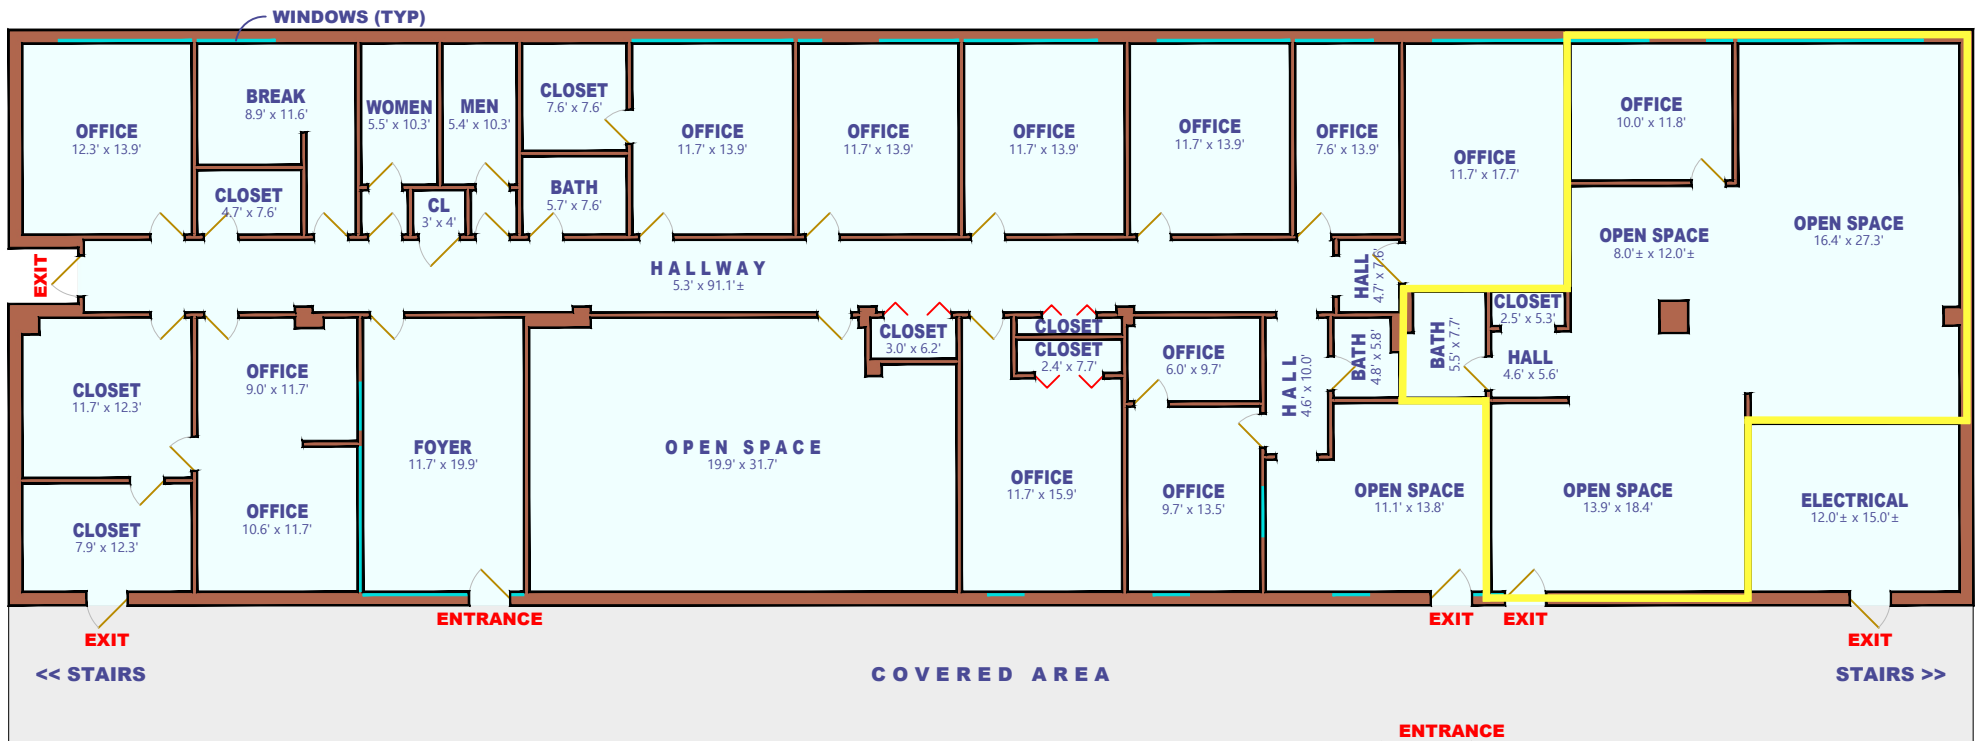 WINDOWS (TYP)
OFFICE
12.3' x 13.9'
BREAK
8.9' x 11.6'
CLOSET
4.7' x 7.6'
WOMEN
5.5' x 10.3'
MEN
5.4' x 10.3'
CL
3' x 4'
CLOSET
7.6' x 7.6'
BATH
5.7' x 7.6'
OFFICE
11.7' x 13.9'
OFFICE
11.7' x 13.9'
OFFICE
11.7' x 13.9'
OFFICE
11.7' x 13.9'
OFFICE
7.6' x 13.9'
OFFICE
11.7' x 17.7'
OFFICE
10.0' x 11.8'
OPEN SPACE
8.0'± x 12.0'±
OPEN SPACE
16.4' x 27.3'
EXIT
HALLWAY
5.3' x 91.1'±
HALL
4.7' x 7.6'
CLOSET
11.7' x 12.3'
OFFICE
9.0' x 11.7'
FOYER
11.7' x 19.9'
OPEN SPACE
19.9' x 31.7'
CLOSET
3.0' x 6.2'
CLOSET
CLOSET
2.4' x 7.7'
OFFICE
6.0' x 9.7'
HALL
4.6' x 10.0'
BATH
4.8' x 5.8'
BATH
5.5' x 7.7'
CLOSET
2.5' x 5.3'
HALL
4.6' x 5.6'
CLOSET
7.9' x 12.3'
OFFICE
10.6' x 11.7'
OFFICE
11.7' x 15.9'
OFFICE
9.7' x 13.5'
OPEN SPACE
11.1' x 13.8'
OPEN SPACE
13.9' x 18.4'
ELECTRICAL
12.0'± x 15.0'±
EXIT
ENTRANCE
EXIT
EXIT
EXIT
<< STAIRS
COVERED AREA
STAIRS >>
ENTRANCE